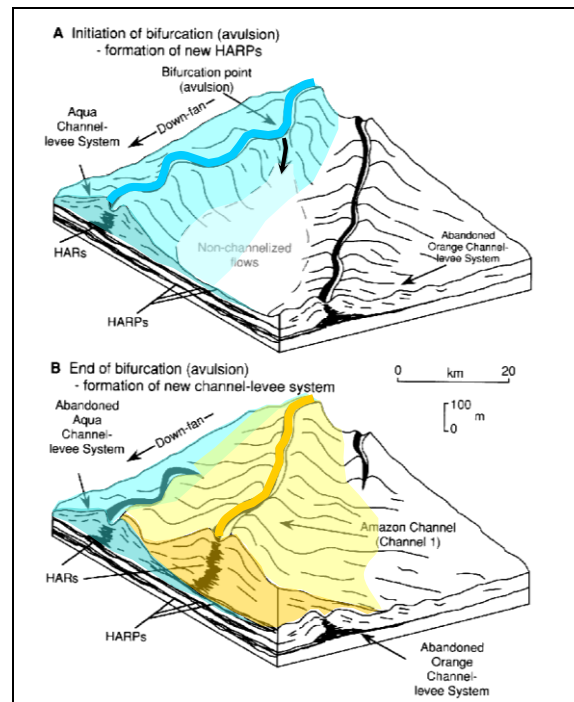 A Initiation of bifurcation (avulsion)
- formation of new HARPs
Bifurcation point
(avulsion)
Down-fan
Aqua
Channel-
levee System
HARs
Non-channelized
flows
HARPs
Abandoned
Orange Channel-
levee System
B End of bifurcation (avulsion)
- formation of new channel-levee system
0 km 20
100
m
0
Abandoned
Aqua
Channel-
levee System
Down-fan
Amazon Channel
(Channel 1)
HARs
HARPs
Abandoned
Orange
Channel-
levee System